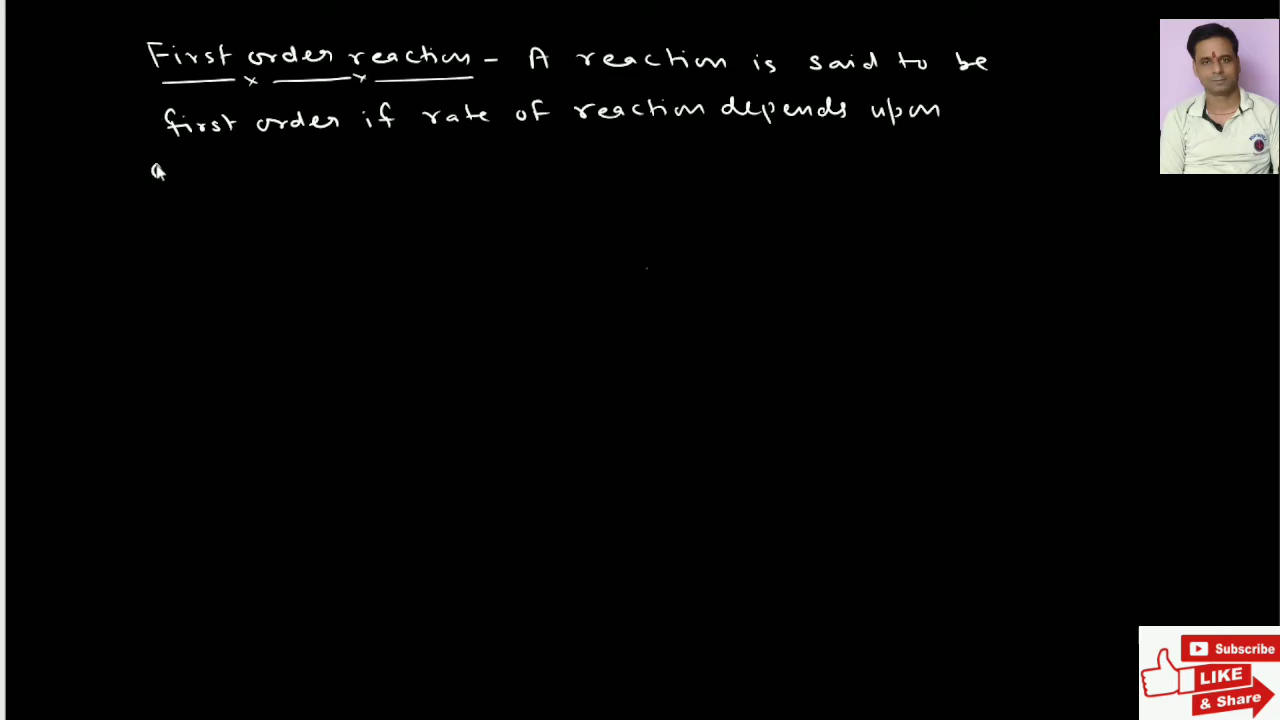 First order reaction - A reaction is said to be
first order if rate of reaction depends upon
Subscribe
LIKE
& Share